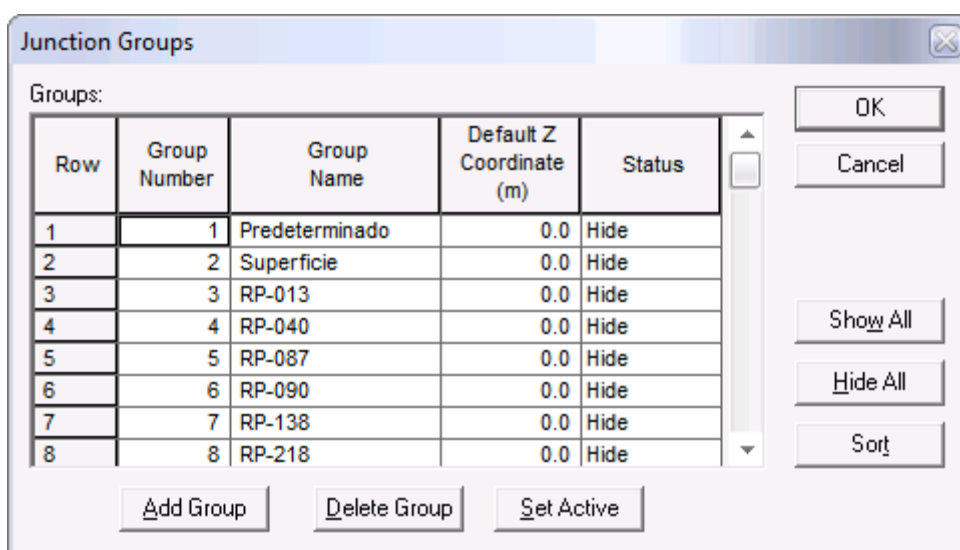 Junction Groups
Groups:
Row Group Number Group Name Default Z Coordinate (m) Status
1 1 Predeterminado 0.0 Hide
2 2 Superficie 0.0 Hide
3 3 RP-013 0.0 Hide
4 4 RP-040 0.0 Hide
5 5 RP-087 0.0 Hide
6 6 RP-090 0.0 Hide
7 7 RP-138 0.0 Hide
8 8 RP-218 0.0 Hide
OK
Cancel
Show All
Hide All
Sort
Add Group Delete Group Set Active